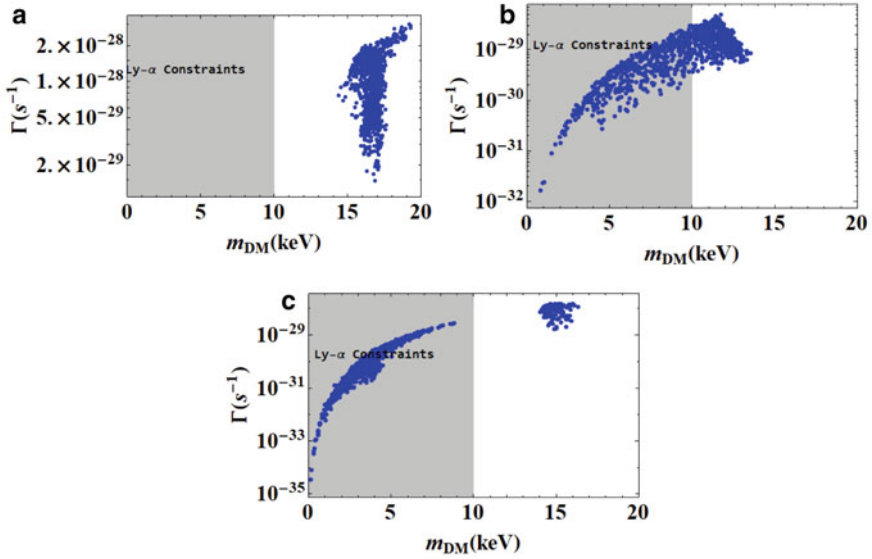 a
2.×10⁻²⁸
1.×10⁻²⁸
5.×10⁻²⁹
2.×10⁻²⁹
Γ(s⁻¹)
Ly-α Constraints
0 5 10 15 20
m_DM(keV)
b
10⁻²⁹
10⁻³⁰
10⁻³¹
10⁻³²
Γ(s⁻¹)
Ly-α Constraints
0 5 10 15 20
m_DM(keV)
c
10⁻²⁹
10⁻³¹
10⁻³³
10⁻³⁵
Γ(s⁻¹)
Ly-α Constraints
0 5 10 15 20
m_DM(keV)